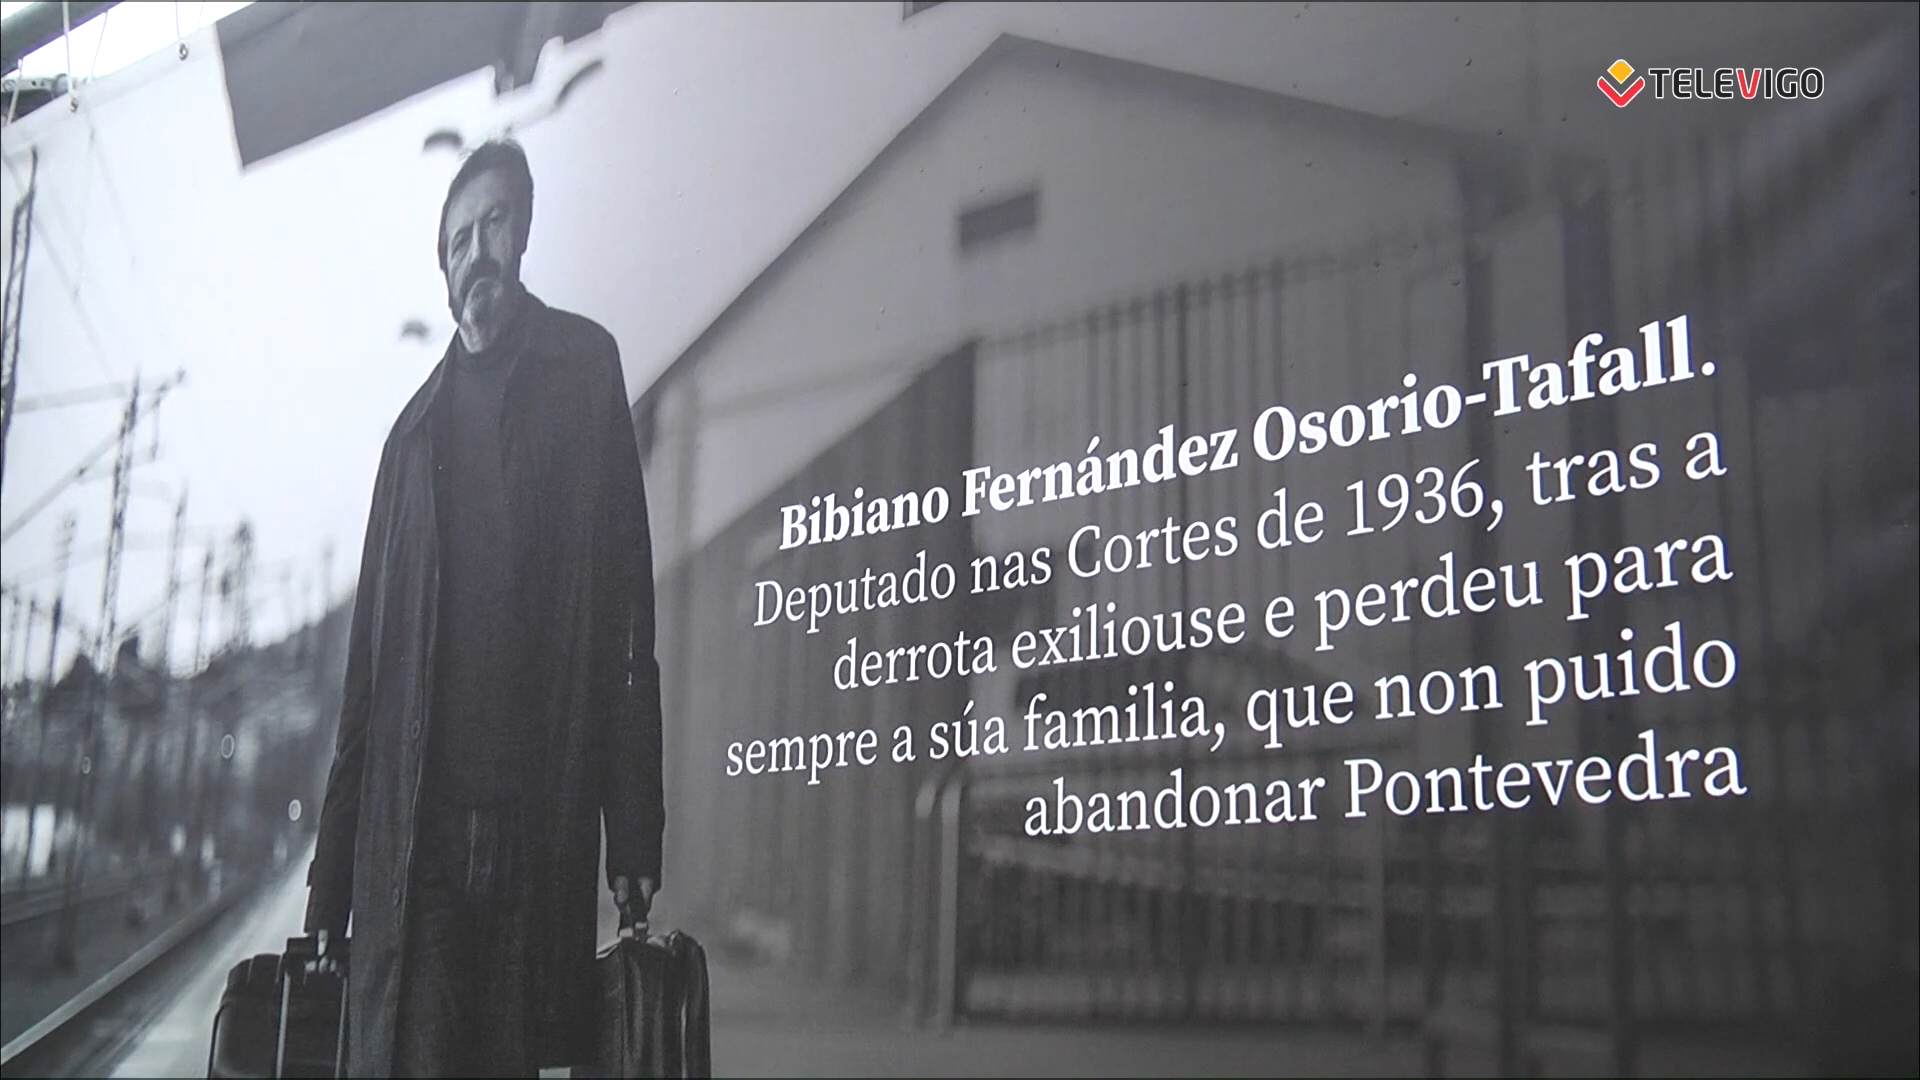 TELEVIGO
Bibiano Fernández Osorio-Tafall.
Deputado nas Cortes de 1936, tras a
derrota exiliouse e perdeu para
sempre a súa familia, que non puido
abandonar Pontevedra